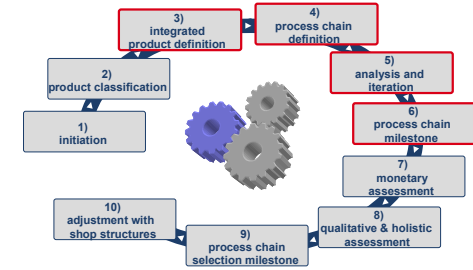 1)
initiation
2)
product classification
3)
integrated
product definition
4)
process chain
definition
5)
analysis and
iteration
6)
process chain
milestone
7)
monetary
assessment
8)
qualitative & holistic
assessment
9)
process chain
selection milestone
10)
adjustment with
shop structures